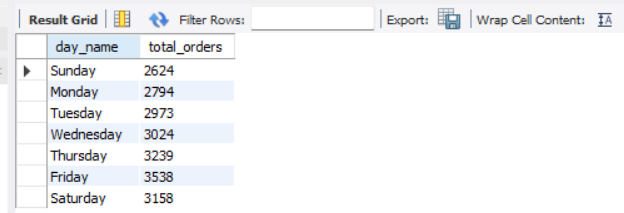 Result Grid Filter Rows: Export: Wrap Cell Content:
day_name total_orders
Sunday 2624
Monday 2794
Tuesday 2973
Wednesday 3024
Thursday 3239
Friday 3538
Saturday 3158